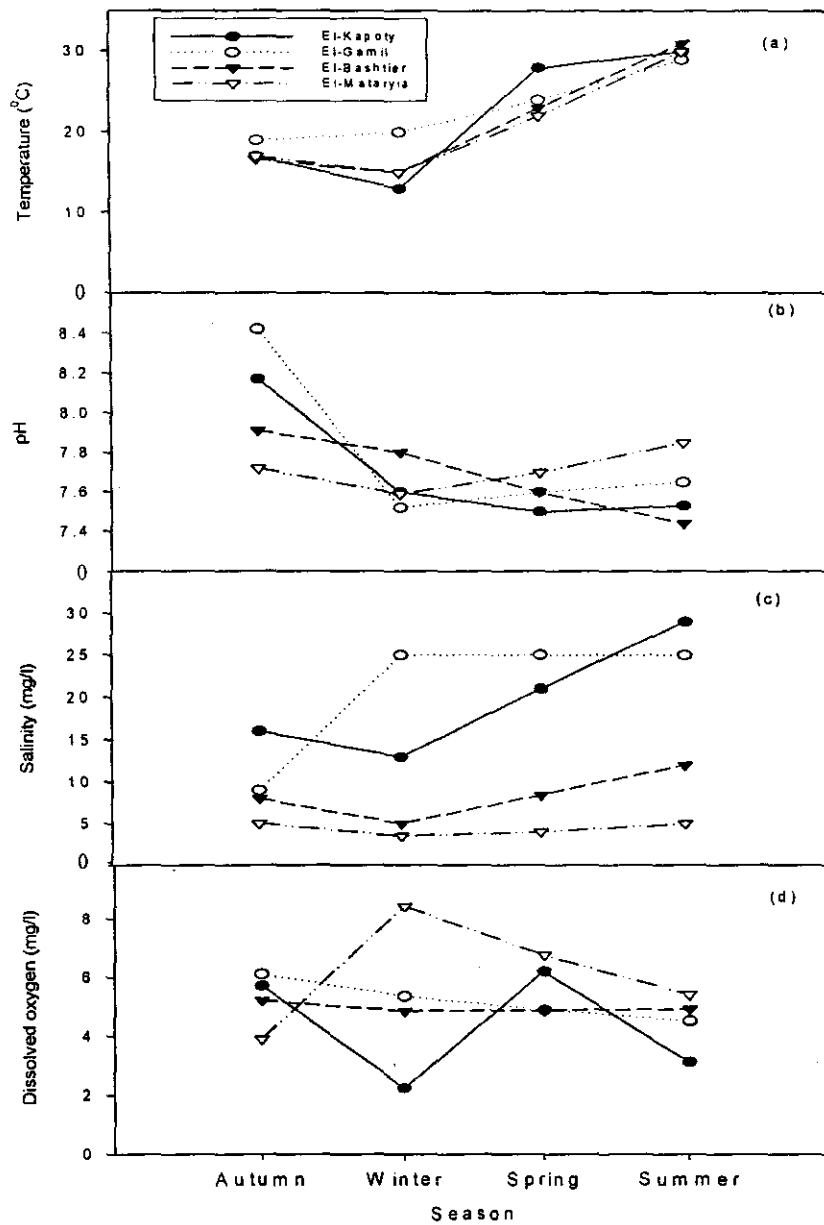 El-Kapoty
El-Gamil
El-Bashtier
El-Mataryia
(a)
Temperature (⁰C)
30
20
10
0
(b)
pH
8.4
8.2
8.0
7.8
7.6
7.4
0
(c)
Salinity (mg/l)
30
25
20
15
10
5
0
(d)
Dissolved oxygen (mg/l)
8
6
4
2
0
Autumn Winter Spring Summer
Season